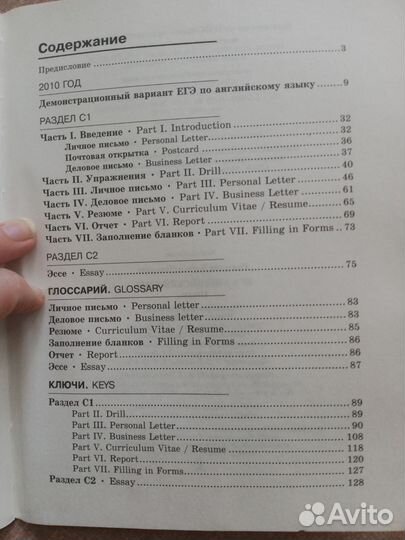 Содержание
Предисловие 3
2010 ГОД
Демонстрационный вариант ЕГЭ по английскому языку 9
РАЗДЕЛ С1
Часть I. Введение • Part I. Introduction 32
Личное письмо • Personal Letter 32
Почтовая открытка • Postcard 36
Деловое письмо • Business Letter 37
Часть II. Упражнения • Part II. Drill 40
Часть III. Личное письмо • Part III. Personal Letter 46
Часть IV. Деловое письмо • Part IV. Business Letter 61
Часть V. Резюме • Part V. Curriculum Vitae / Resume 65
Часть VI. Отчет • Part VI. Report 69
Часть VII. Заполнение бланков • Part VII. Filling in Forms 73
РАЗДЕЛ С2
Эссе • Essay 75
ГЛОССАРИЙ. GLOSSARY
Личное письмо • Personal letter 83
Деловое письмо • Business letter 83
Резюме • Curriculum Vitae / Resume 85
Заполнение бланков • Filling in Forms 86
Отчет • Report 86
Эссе • Essay 87
КЛЮЧИ. KEYS
Раздел С1 89
Part II. Drill 89
Part III. Personal Letter 90
Part IV. Business Letter 108
Part V. Curriculum Vitae / Resume 118
Part VI. Report 120
Part VII. Filling in Forms 127
Раздел С2 • Essay 128
Avito